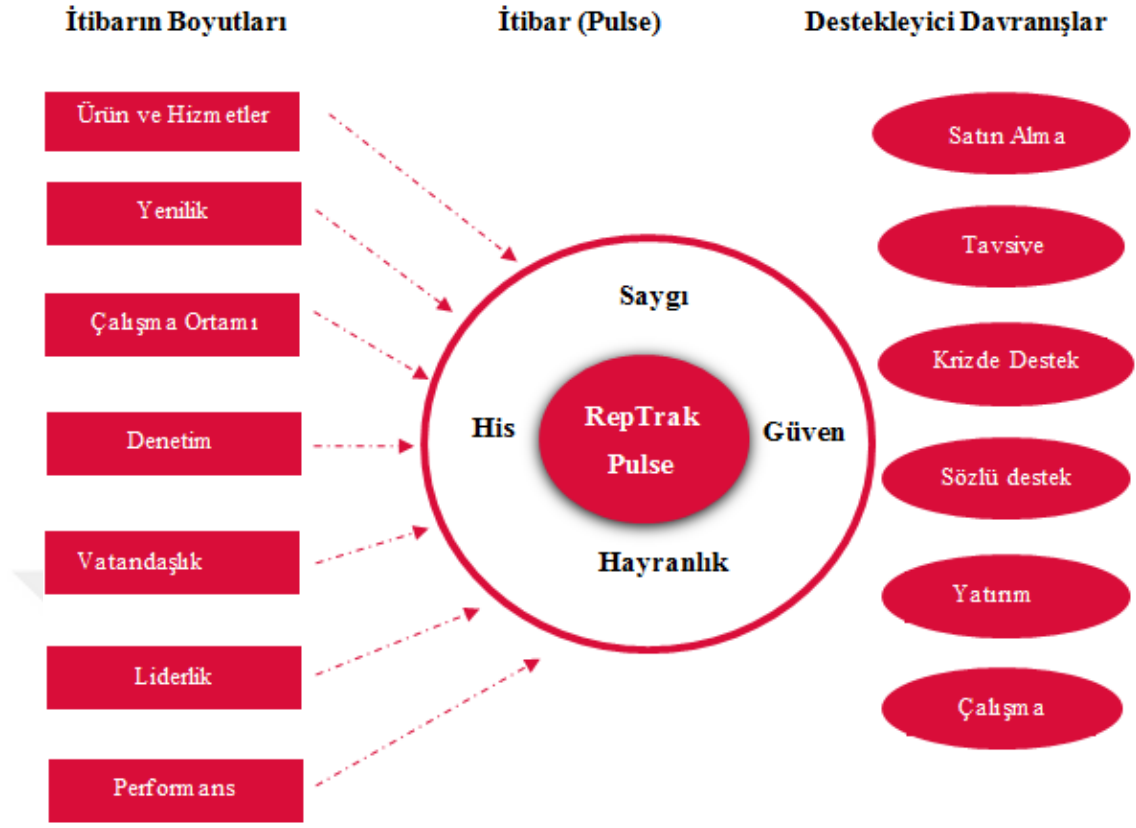 İtibarın Boyutları
İtibar (Pulse)
Destekleyici Davranışlar
Ürün ve Hizmetler
Yenilik
Çalışma Ortamı
Denetim
Vatandaşlık
Liderlik
Performans
Saygı
His
RepTrak
Pulse
Güven
Hayranlık
Satın Alma
Tavsiye
Krizde Destek
Sözlü destek
Yatırım
Çalışma